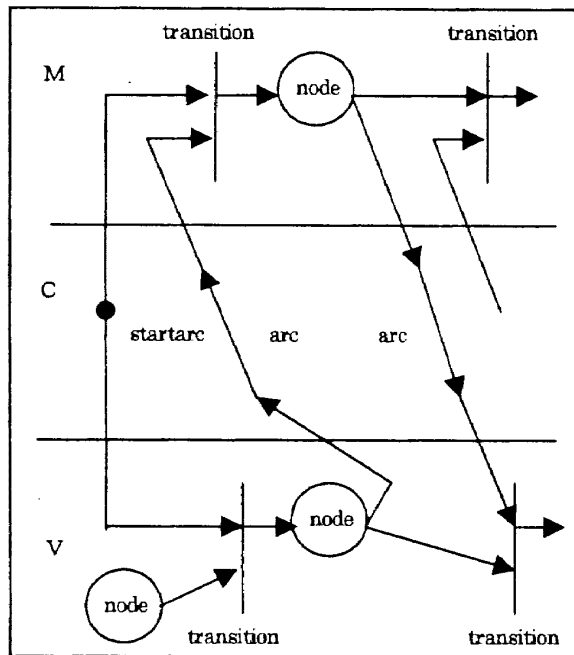 transition transition
M node
C
startarc arc arc
node
V
node
transition transition